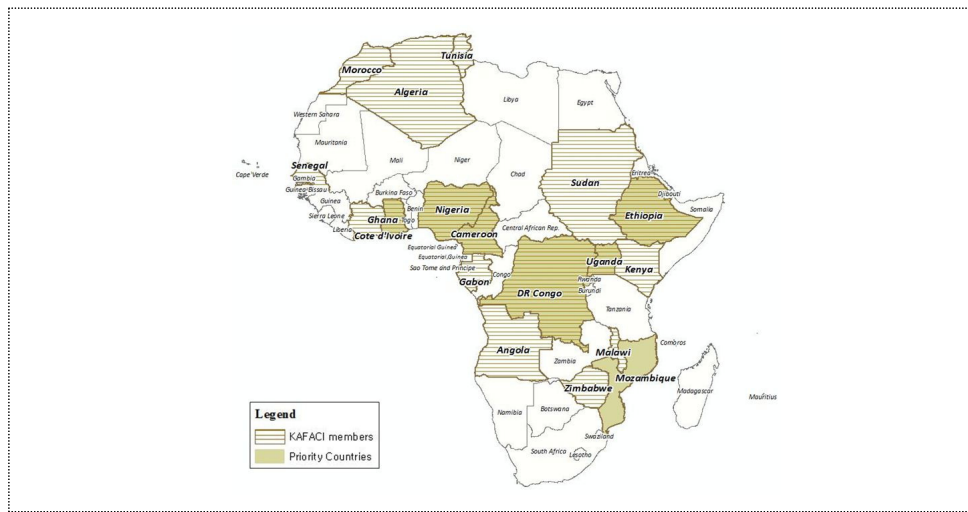 Tunisia
Morocco
Algeria
Libya
Egypt
Western Sahara
Mauritania
Mali
Niger
Chad
Sudan
Eritrea
Cape Verde
Senegal
Gambia
Guinea-Bissau
Guinea
Sierra Leone
Liberia
Burkina Faso
Benin
Togo
Ghana
Cote d'Ivoire
Nigeria
Cameroon
Central African Rep.
Djibouti
Somalia
Ethiopia
Equatorial Guinea
Equatorial Guinea
Sao Tome and Principe
Gabon
Congo
DR Congo
Uganda
Kenya
Rwanda
Burundi
Tanzania
Angola
Zambia
Malawi
Comoros
Mozambique
Zimbabwe
Madagascar
Mauritius
Namibia
Botswana
Swaziland
South Africa
Lesotho
Legend
KAFACI members
Priority Countries